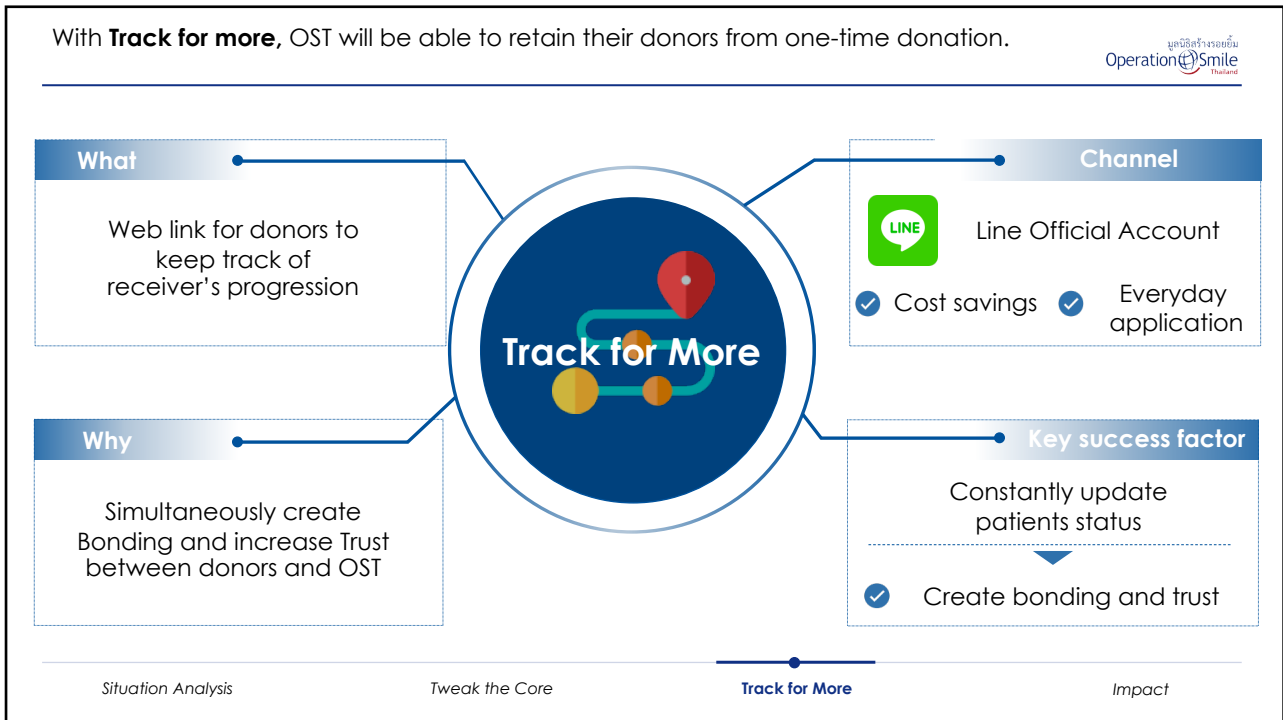 With Track for more, OST will be able to retain their donors from one-time donation.
มูลนิธิสร้างรอยยิ้ม
Operation Smile
Thailand
What
Web link for donors to
keep track of
receiver's progression
Channel
LINE
Line Official Account
Cost savings
Everyday
application
Track for More
Why
Simultaneously create
Bonding and increase Trust
between donors and OST
Key success factor
Constantly update
patients status
Create bonding and trust
Situation Analysis
Tweak the Core
Track for More
Impact